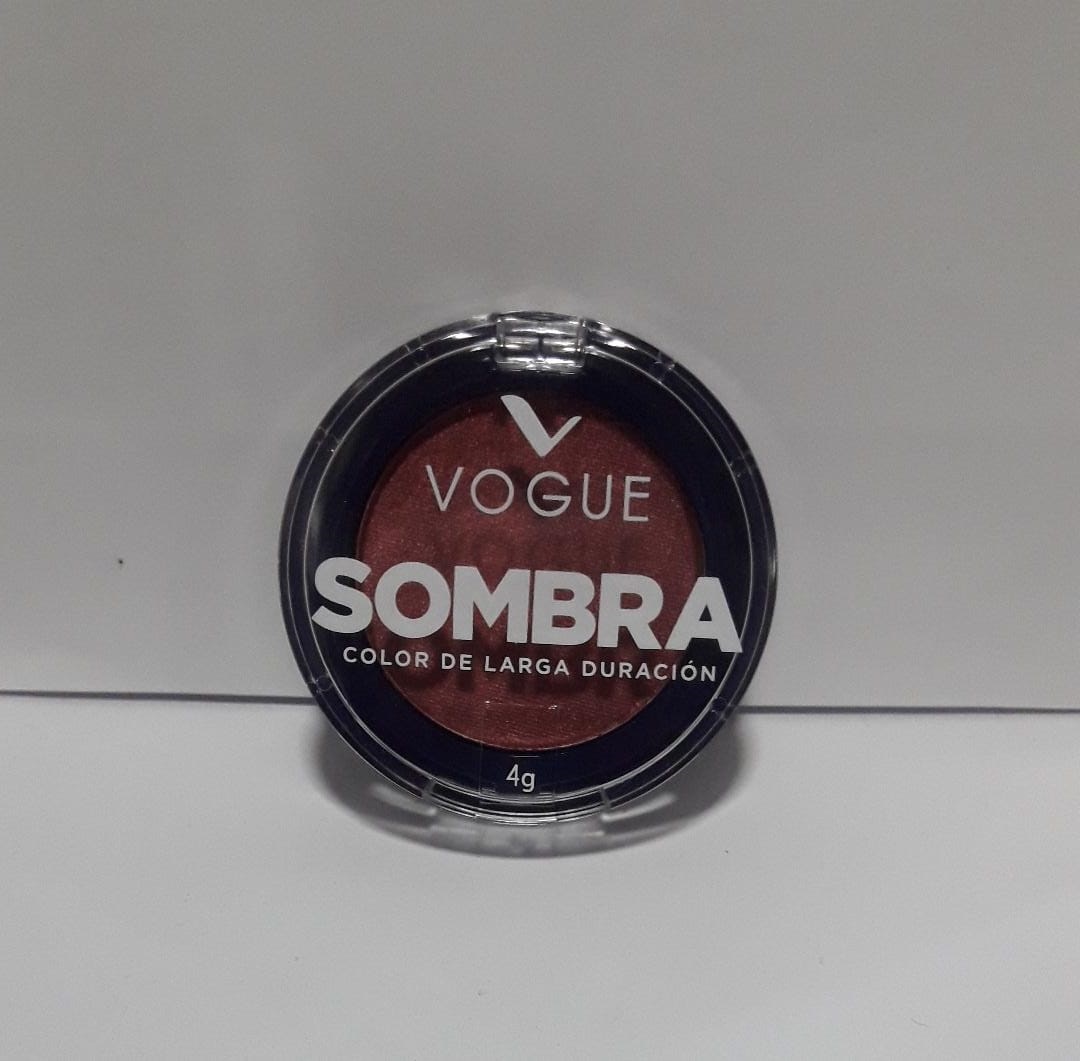 VOGUE
SOMBRA
COLOR DE LARGA DURACIÓN
4g